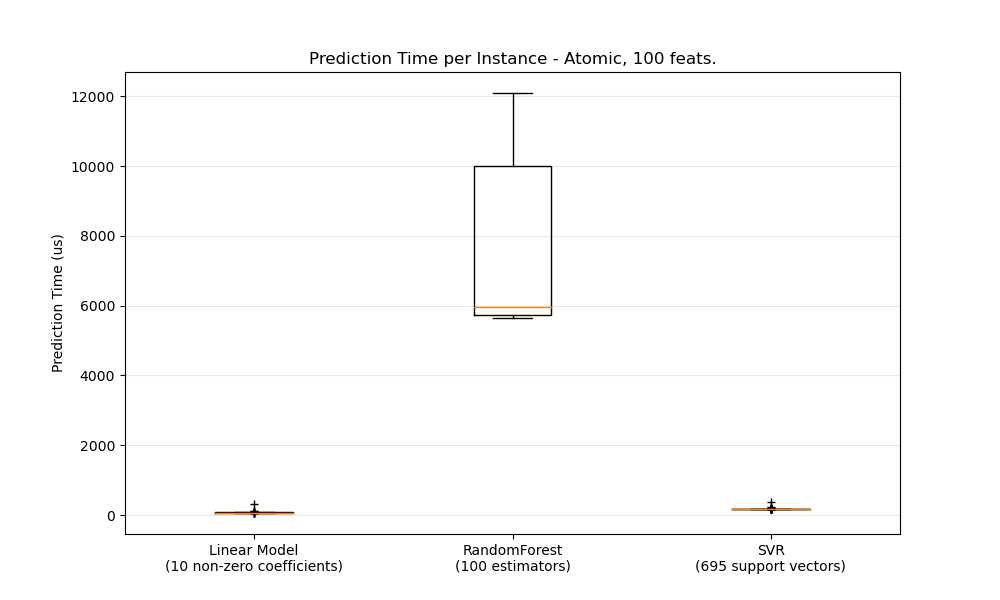 Prediction Time per Instance - Atomic, 100 feats.
Prediction Time (us)
12000
10000
8000
6000
4000
2000
0
Linear Model
(10 non-zero coefficients)
RandomForest
(100 estimators)
SVR
(695 support vectors)